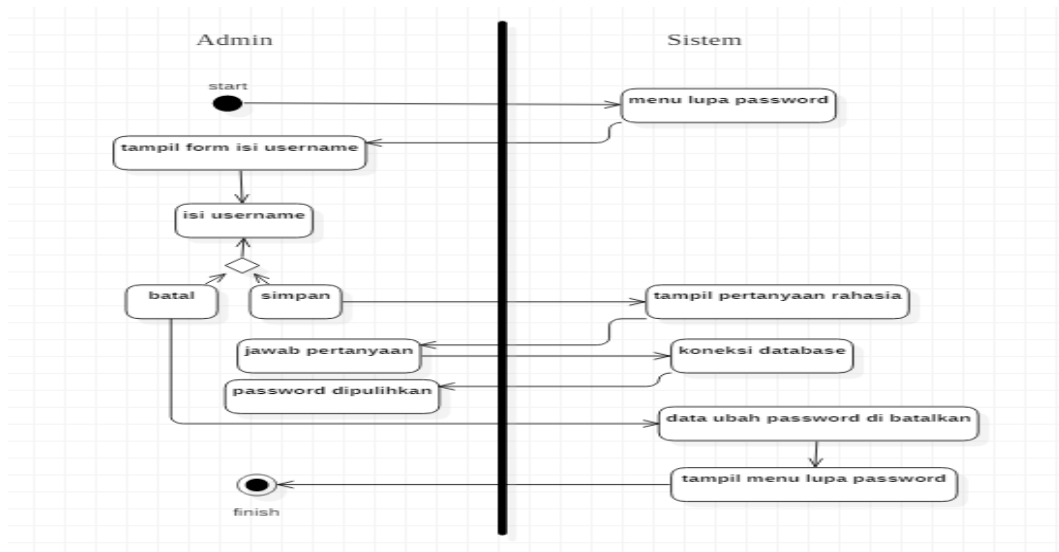 Admin
Sistem
start
menu lupa password
tampil form isi username
isi username
batal
simpan
tampil pertanyaan rahasia
jawab pertanyaan
koneksi database
password dipulihkan
data ubah password di batalkan
tampil menu lupa password
finish